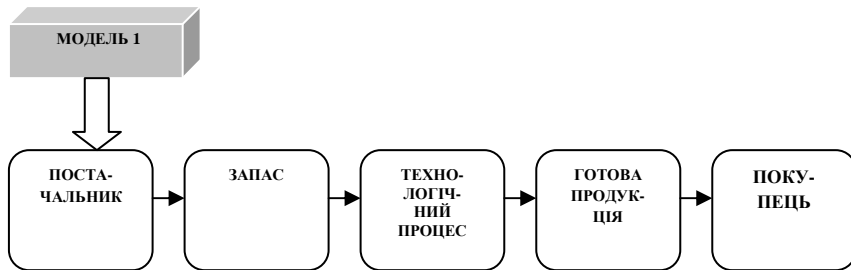 МОДЕЛЬ 1
ПОСТА-
ЧАЛЬНИК
ЗАПАС
ТЕХНО-
ЛОГІЧ-
НИЙ
ПРОЦЕС
ГОТОВА
ПРОДУК-
ЦІЯ
ПОКУ-
ПЕЦЬ